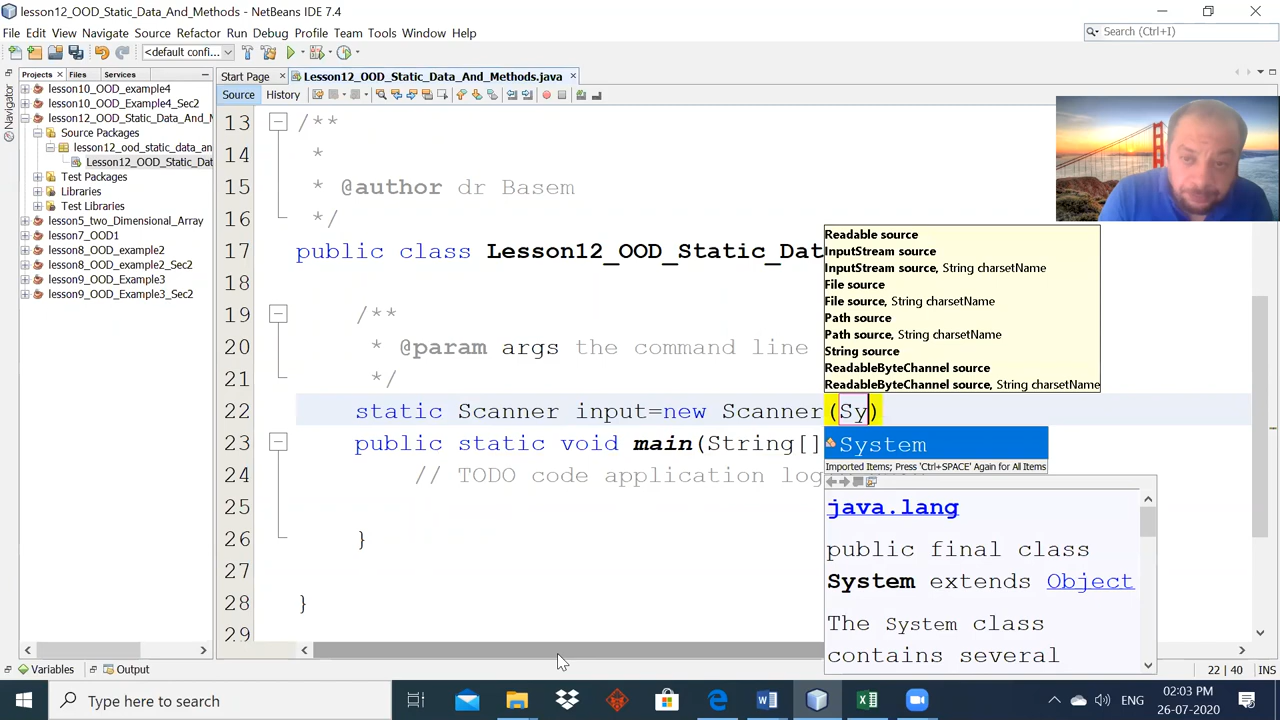 lesson12_OOD_Static_Data_And_Methods - NetBeans IDE 7.4
File Edit View Navigate Source Refactor Run Debug Profile Team Tools Window Help
Search (Ctrl+I)
<default confi...
Projects Files Services
Start Page
Lesson12_OOD_Static_Data_And_Methods.java
Source History
Navigator
lesson10_OOD_example4
lesson10_OOD_Example4_Sec2
lesson12_OOD_Static_Data_And_M
Source Packages
lesson12_ood_static_data_an
Lesson12_OOD_Static_Dat
Test Packages
Libraries
Test Libraries
lesson5_two_Dimensional_Array
lesson7_OOD1
lesson8_OOD_example2
lesson8_OOD_example2_Sec2
lesson9_OOD_Example3
lesson9_OOD_Example3_Sec2
13 /**
14 *
15 * @author dr Basem
16 */
17 public class Lesson12_OOD_Static_Dat
18
19 /**
20 * @param args the command line
21 */
22 static Scanner input=new Scanner(Sy)
23 public static void main(String[]
24 // TODO code application log
25
26 }
27
28 }
29
Readable source
InputStream source
InputStream source, String charsetName
File source
File source, String charsetName
Path source
Path source, String charsetName
String source
ReadableByteChannel source
ReadableByteChannel source, String charsetName
System
Imported Items; Press 'Ctrl+SPACE' Again for All Items
java.lang
public final class
System extends Object
The System class
contains several
Variables Output
22 | 40 INS
Type here to search
ENG
02:03 PM
26-07-2020